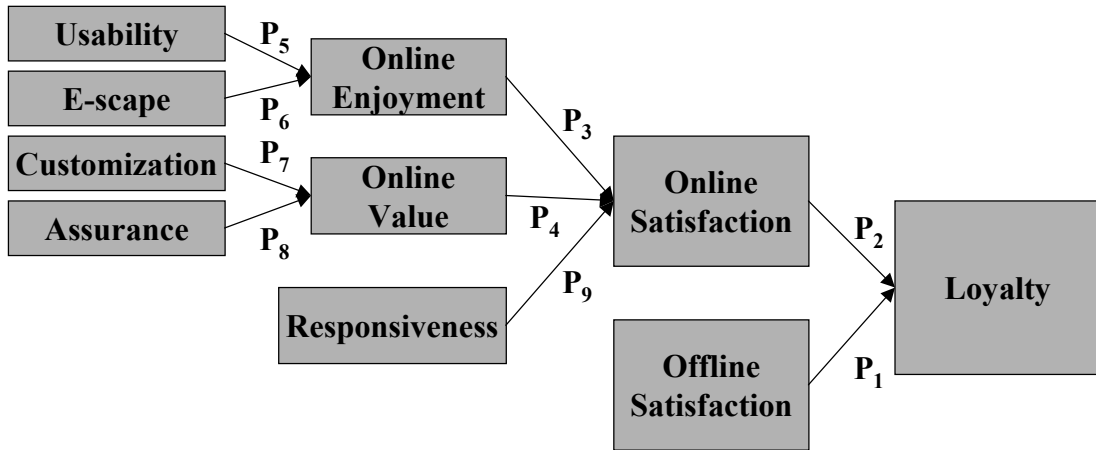 Usability
P5
Online
Enjoyment
E-scape
P6
P3
Customization
P7
Online
Value
P4
Assurance
P8
Online
Satisfaction
P2
P9
Responsiveness
Loyalty
Offline
Satisfaction
P1